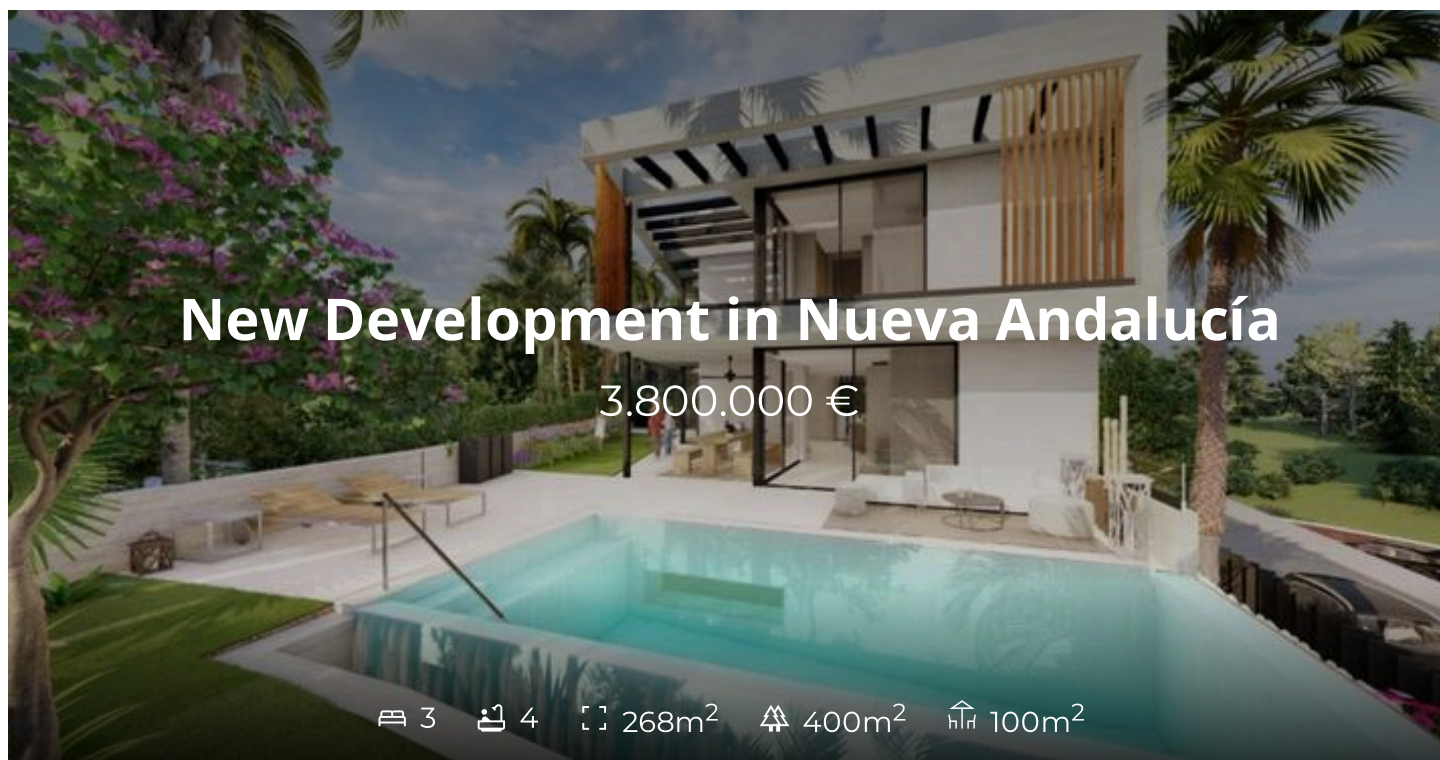 New Development in Nueva Andalucía
3.800.000 €
3 4 268m² 400m² 100m²